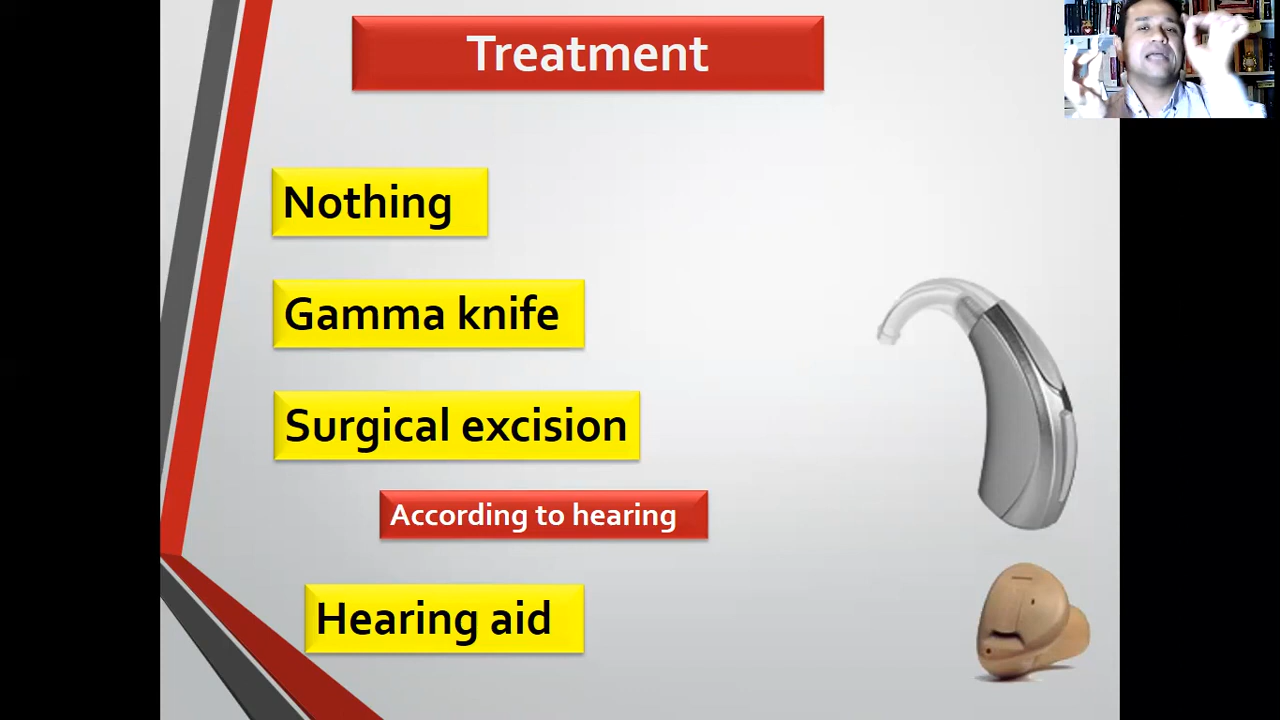 Treatment
Nothing
Gamma knife
Surgical excision
According to hearing
Hearing aid